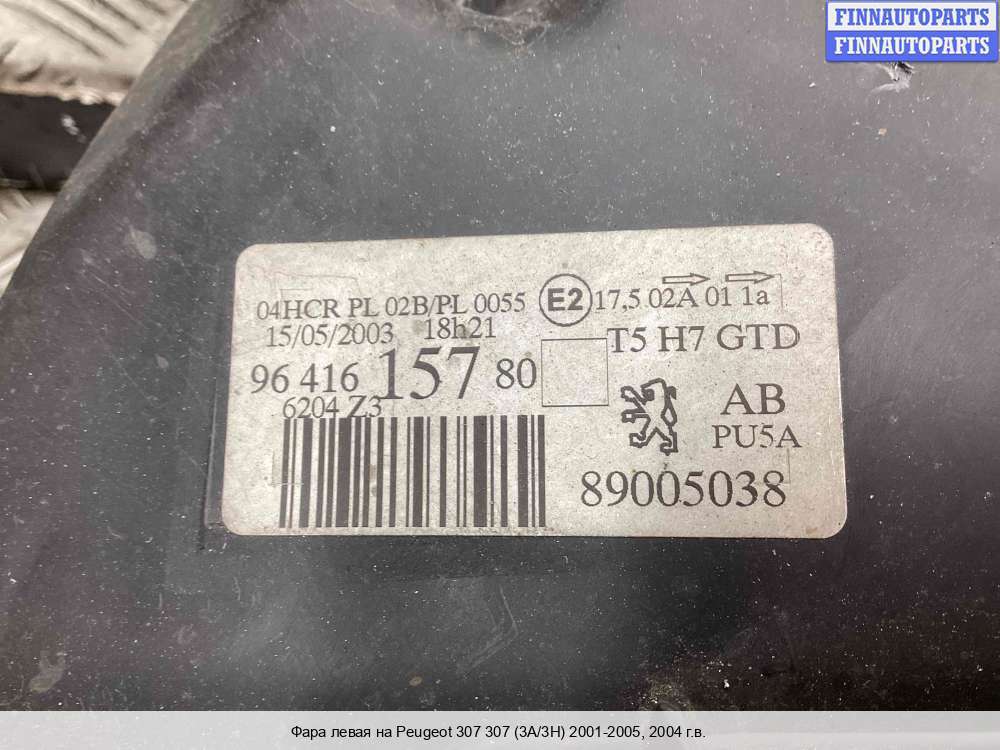 FINNAUTOPARTS
FINNAUTOPARTS
04HCR PL 02B/PL 0055 E2 17,5 02A 01 1a
15/05/2003 18h21
T5 H7 GTD
96 416 157 80
6204 Z3
AB
PU5A
89005038
Фара левая на Peugeot 307 307 (3A/3H) 2001-2005, 2004 г.в.